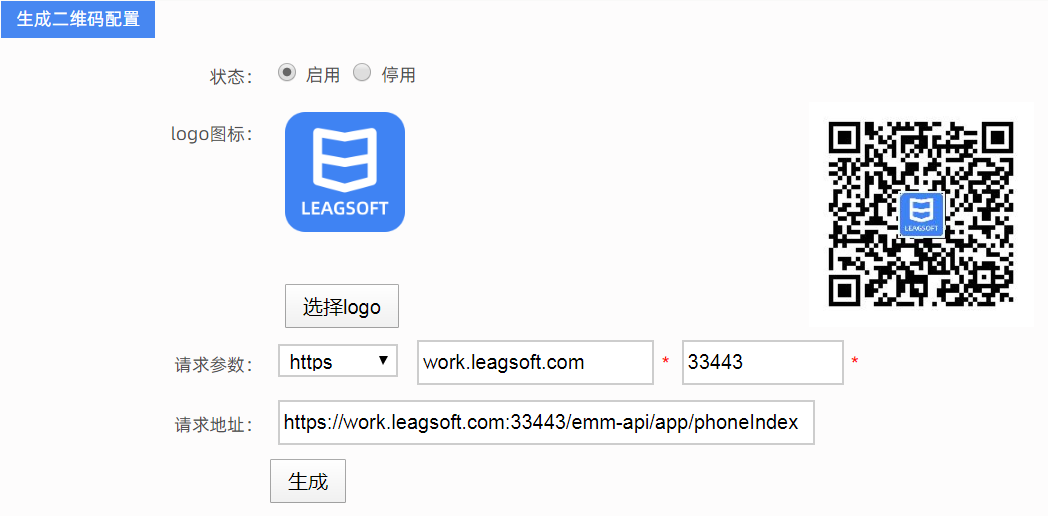 生成二维码配置
状态： 启用 停用
logo图标：
LEAGSOFT
LEAGSOFT
选择logo
请求参数： https work.leagsoft.com * 33443 *
请求地址： https://work.leagsoft.com:33443/emm-api/app/phoneIndex
生成